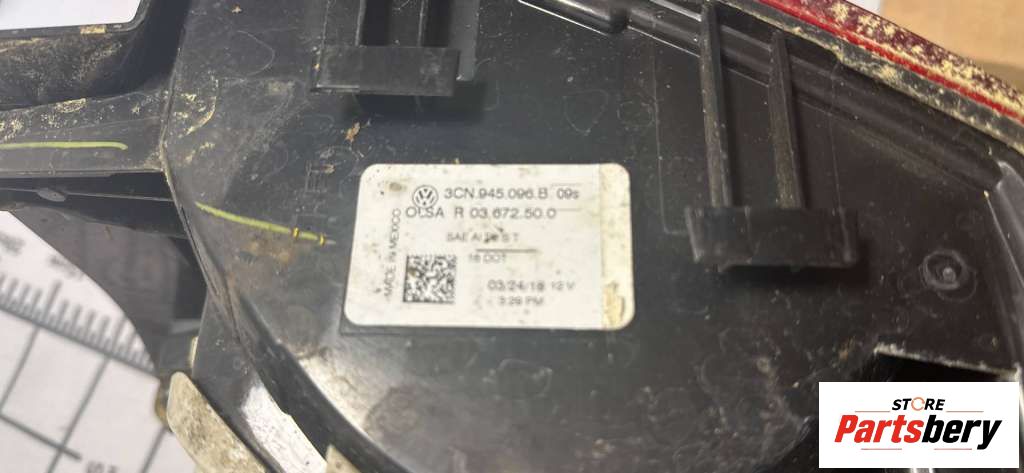 3CN.945.096.B 09s
OLSA R 03.672.50.0
MADE IN MEXICO
SAE
18 DOT
03/24/18 12V
3:29 PM
STORE
Partsbery